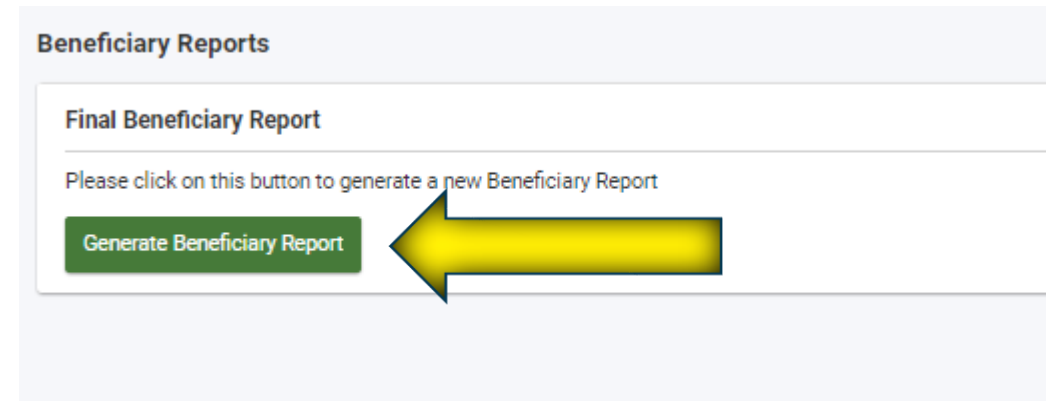 Beneficiary Reports
Final Beneficiary Report
Please click on this button to generate a new Beneficiary Report
Generate Beneficiary Report